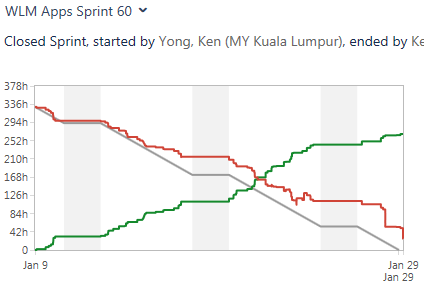 WLM Apps Sprint 60
Closed Sprint, started by Yong, Ken (MY Kuala Lumpur), ended by Ke
378h
336h
294h
252h
210h
168h
126h
84h
42h
0
Jan 9
Jan 29
Jan 29